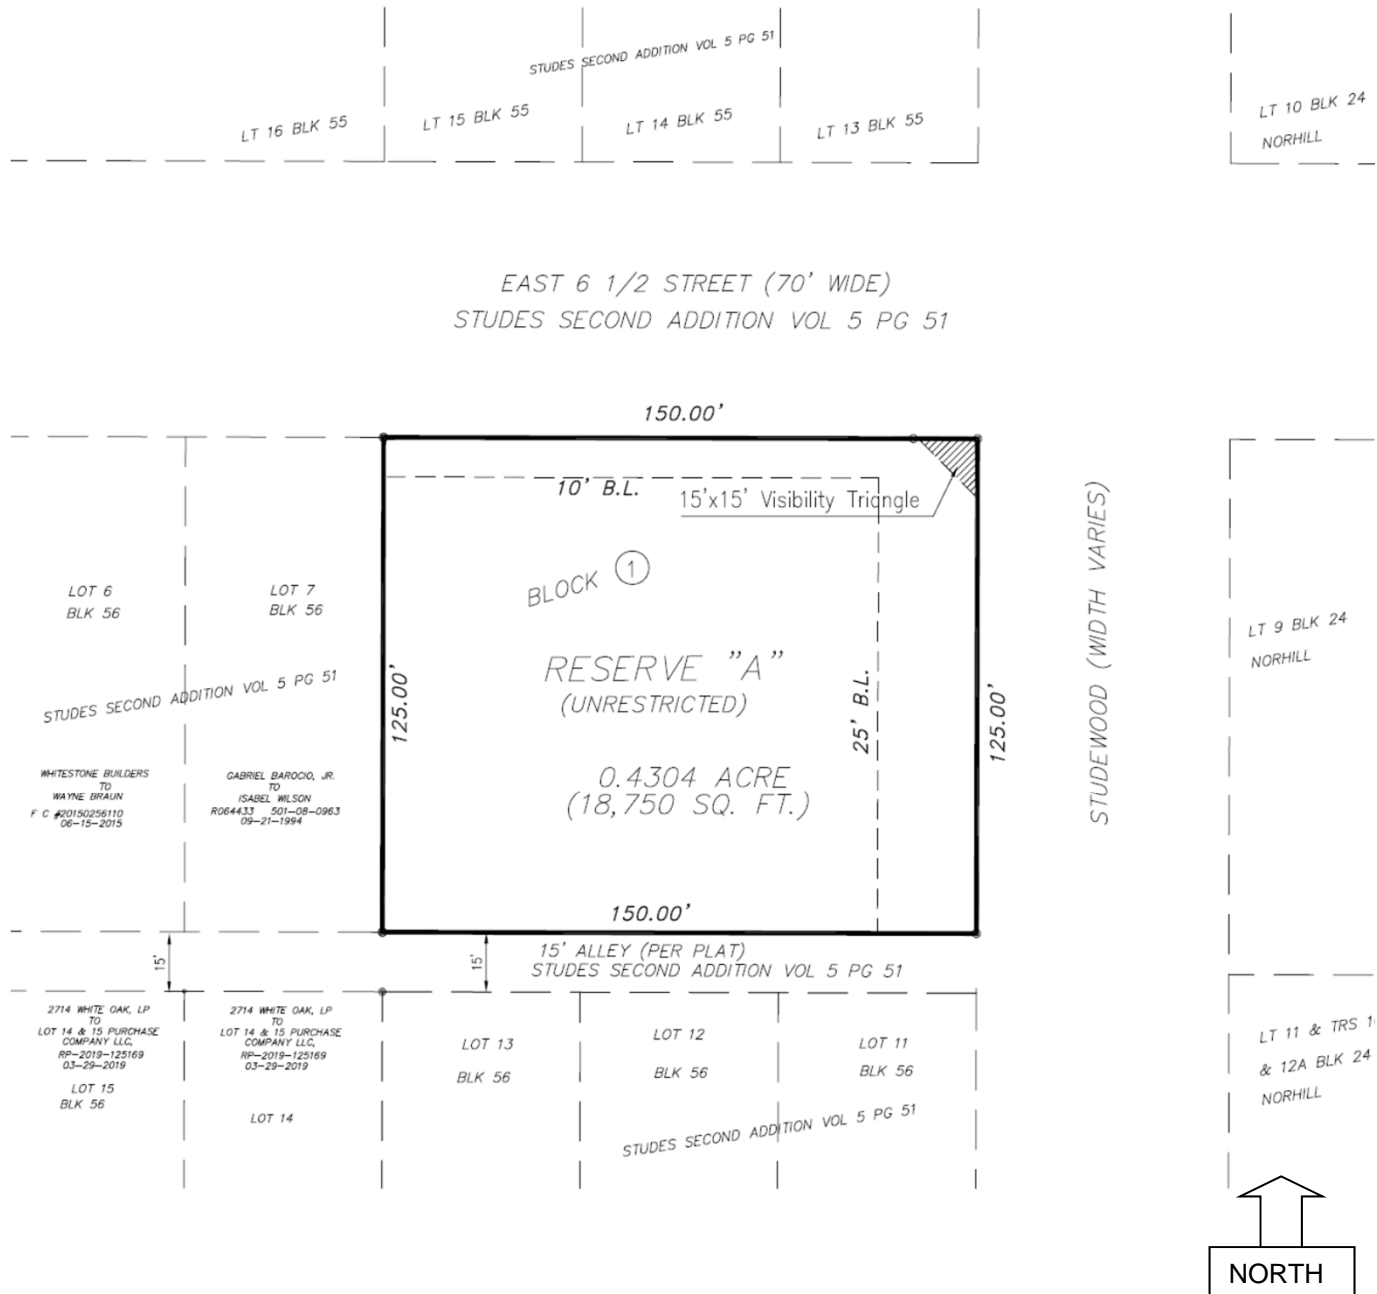 STUDES SECOND ADDITION VOL 5 PG 51
LT 16 BLK 55
LT 15 BLK 55
LT 14 BLK 55
LT 13 BLK 55
LT 10 BLK 24
NORHILL
EAST 6 1/2 STREET (70' WIDE)
STUDES SECOND ADDITION VOL 5 PG 51
150.00'
10' B.L.
15'x15' Visibility Triangle
BLOCK 1
LOT 6
BLK 56
LOT 7
BLK 56
STUDES SECOND ADDITION VOL 5 PG 51
WHITESTONE BUILDERS
TO
WAYNE BRAUN
F C #20150256110
06-15-2015
GABRIEL BAROCIO, JR.
TO
ISABEL WILSON
R064433 501-08-0963
09-21-1994
125.00'
RESERVE "A"
(UNRESTRICTED)
0.4304 ACRE
(18,750 SQ. FT.)
25' B.L.
125.00'
STUDEWOOD (WIDTH VARIES)
LT 9 BLK 24
NORHILL
150.00'
15'
15'
15' ALLEY (PER PLAT)
STUDES SECOND ADDITION VOL 5 PG 51
2714 WHITE OAK, LP
TO
LOT 14 & 15 PURCHASE
COMPANY LLC,
RP-2019-125169
03-29-2019
LOT 15
BLK 56
2714 WHITE OAK, LP
TO
LOT 14 & 15 PURCHASE
COMPANY LLC,
RP-2019-125169
03-29-2019
LOT 14
LOT 13
BLK 56
LOT 12
BLK 56
LOT 11
BLK 56
STUDES SECOND ADDITION VOL 5 PG 51
LT 11 & TRS
& 12A BLK 24
NORHILL
NORTH